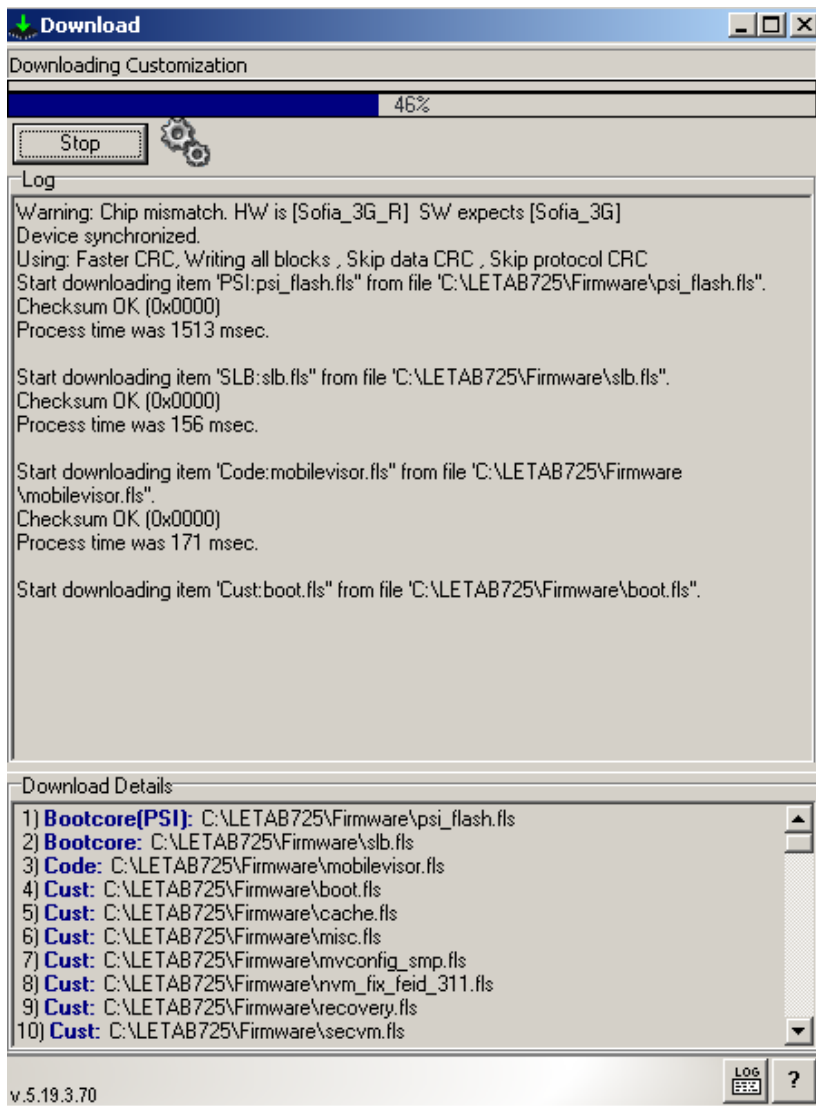 Download
Downloading Customization
46%
Stop
Log
Warning: Chip mismatch. HW is [Sofia_3G_R]  SW expects [Sofia_3G]
Device synchronized.
Using: Faster CRC, Writing all blocks , Skip data CRC , Skip protocol CRC
Start downloading item 'PSI:psi_flash.fls" from file 'C:\LETAB725\Firmware\psi_flash.fls".
Checksum OK (0x0000)
Process time was 1513 msec.
Start downloading item 'SLB:slb.fls" from file 'C:\LETAB725\Firmware\slb.fls".
Checksum OK (0x0000)
Process time was 156 msec.
Start downloading item 'Code:mobilevisor.fls" from file 'C:\LETAB725\Firmware
\mobilevisor.fls".
Checksum OK (0x0000)
Process time was 171 msec.
Start downloading item 'Cust:boot.fls" from file 'C:\LETAB725\Firmware\boot.fls".
Download Details
1) Bootcore(PSI): C:\LETAB725\Firmware\psi_flash.fls
2) Bootcore: C:\LETAB725\Firmware\slb.fls
3) Code: C:\LETAB725\Firmware\mobilevisor.fls
4) Cust: C:\LETAB725\Firmware\boot.fls
5) Cust: C:\LETAB725\Firmware\cache.fls
6) Cust: C:\LETAB725\Firmware\misc.fls
7) Cust: C:\LETAB725\Firmware\mvconfig_smp.fls
8) Cust: C:\LETAB725\Firmware\nvm_fix_feid_311.fls
9) Cust: C:\LETAB725\Firmware\recovery.fls
10) Cust: C:\LETAB725\Firmware\secvm.fls
v.5.19.3.70
LOG
?